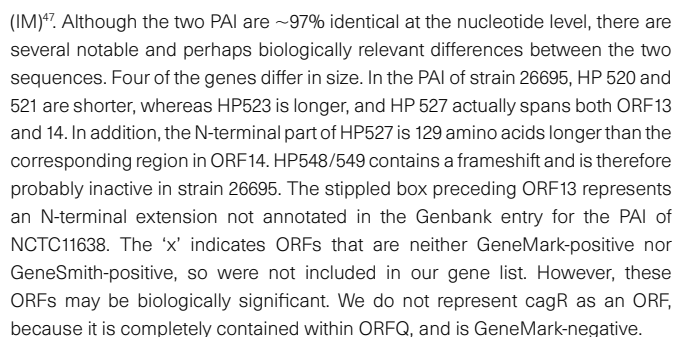 (IM)47. Although the two PAI are ~97% identical at the nucleotide level, there are
several notable and perhaps biologically relevant differences between the two
sequences. Four of the genes differ in size. In the PAI of strain 26695, HP 520 and
521 are shorter, whereas HP523 is longer, and HP 527 actually spans both ORF13
and 14. In addition, the N-terminal part of HP527 is 129 amino acids longer than the
corresponding region in ORF14. HP548/549 contains a frameshift and is therefore
probably inactive in strain 26695. The stippled box preceding ORF13 represents
an N-terminal extension not annotated in the Genbank entry for the PAI of
NCTC11638. The ‘x’ indicates ORFs that are neither GeneMark-positive nor
GeneSmith-positive, so were not included in our gene list. However, these
ORFs may be biologically significant. We do not represent cagR as an ORF,
because it is completely contained within ORFQ, and is GeneMark-negative.